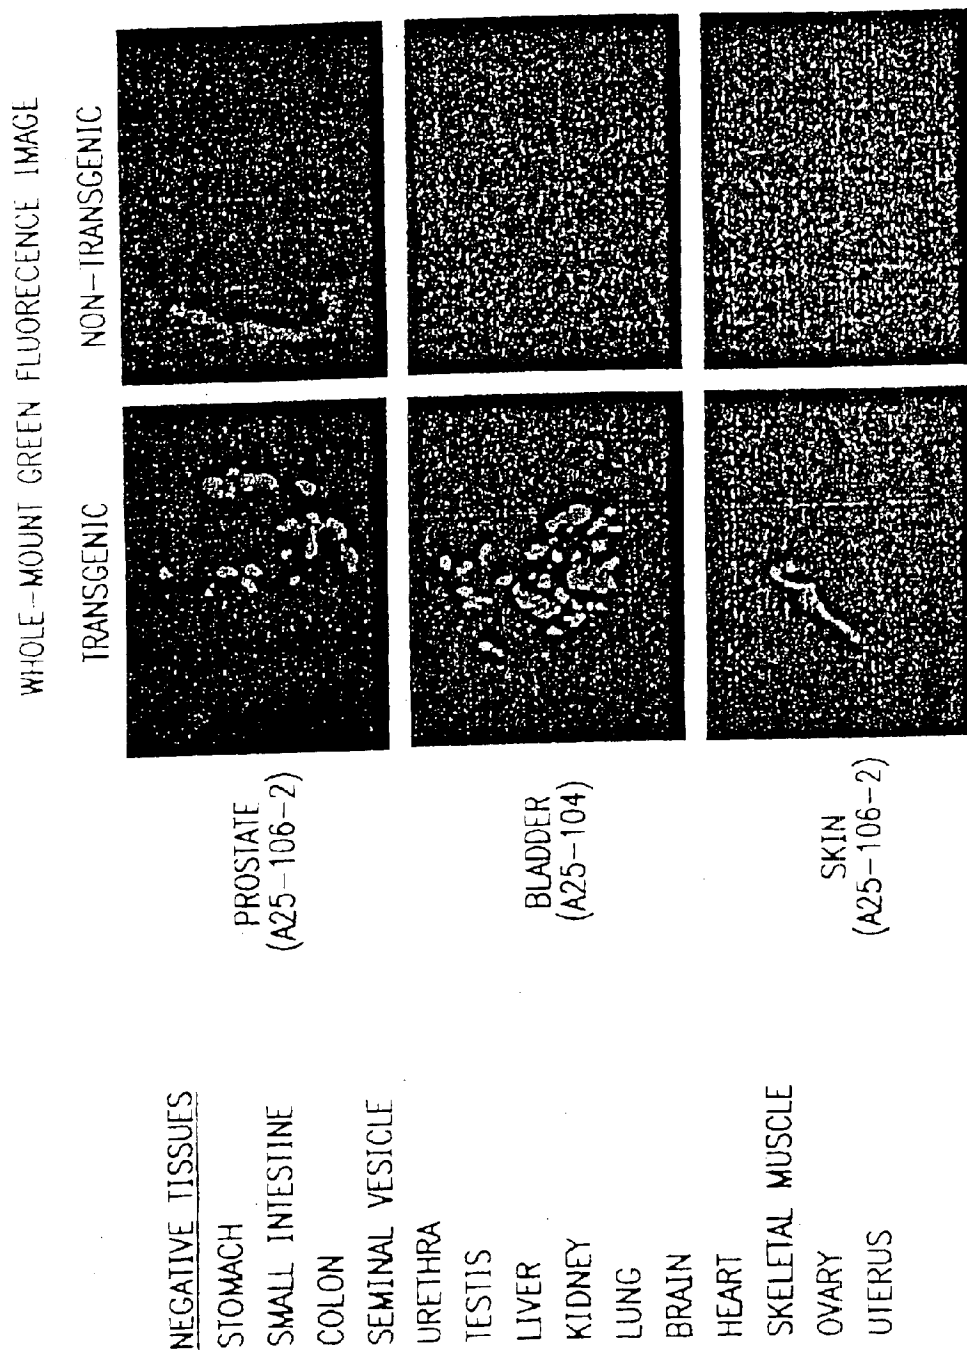 WHOLE-MOUNT GREEN FLUORECENCE IMAGE
TRANSGENIC
NON-TRANSGENIC
PROSTATE
(A25-106-2)
BLADDER
(A25-104)
SKIN
(A25-106-2)
NEGATIVE TISSUES
STOMACH
SMALL INTESTINE
COLON
SEMINAL VESICLE
URETHRA
TESTIS
LIVER
KIDNEY
LUNG
BRAIN
HEART
SKELETAL MUSCLE
OVARY
UTERUS